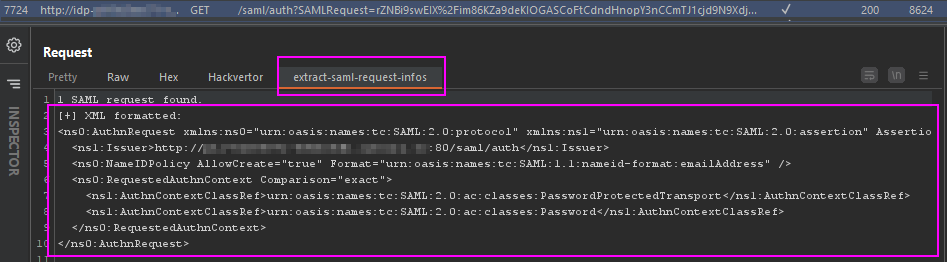 7724 http://idp- GET /saml/auth?SAMLRequest=rZNBi9swEIX%2Fim86KZa9deKlOGASCoFtCdndHnopY3nCCmTJ1cjd9N9Xdj... ✓ 200 8624
Request
Pretty Raw Hex Hackvertor extract-saml-request-infos \n
INSPECTOR
1 1 SAML request found.
2 [+] XML formatted:
3 <ns0:AuthnRequest xmlns:ns0="urn:oasis:names:tc:SAML:2.0:protocol" xmlns:ns1="urn:oasis:names:tc:SAML:2.0:assertion" Assertio
4 <ns1:Issuer>http:// :80/saml/auth</ns1:Issuer>
5 <ns0:NameIDPolicy AllowCreate="true" Format="urn:oasis:names:tc:SAML:1.1:nameid-format:emailAddress" />
6 <ns0:RequestedAuthnContext Comparison="exact">
7 <ns1:AuthnContextClassRef>urn:oasis:names:tc:SAML:2.0:ac:classes:PasswordProtectedTransport</ns1:AuthnContextClassRef>
8 <ns1:AuthnContextClassRef>urn:oasis:names:tc:SAML:2.0:ac:classes:Password</ns1:AuthnContextClassRef>
9 </ns0:RequestedAuthnContext>
10 </ns0:AuthnRequest>